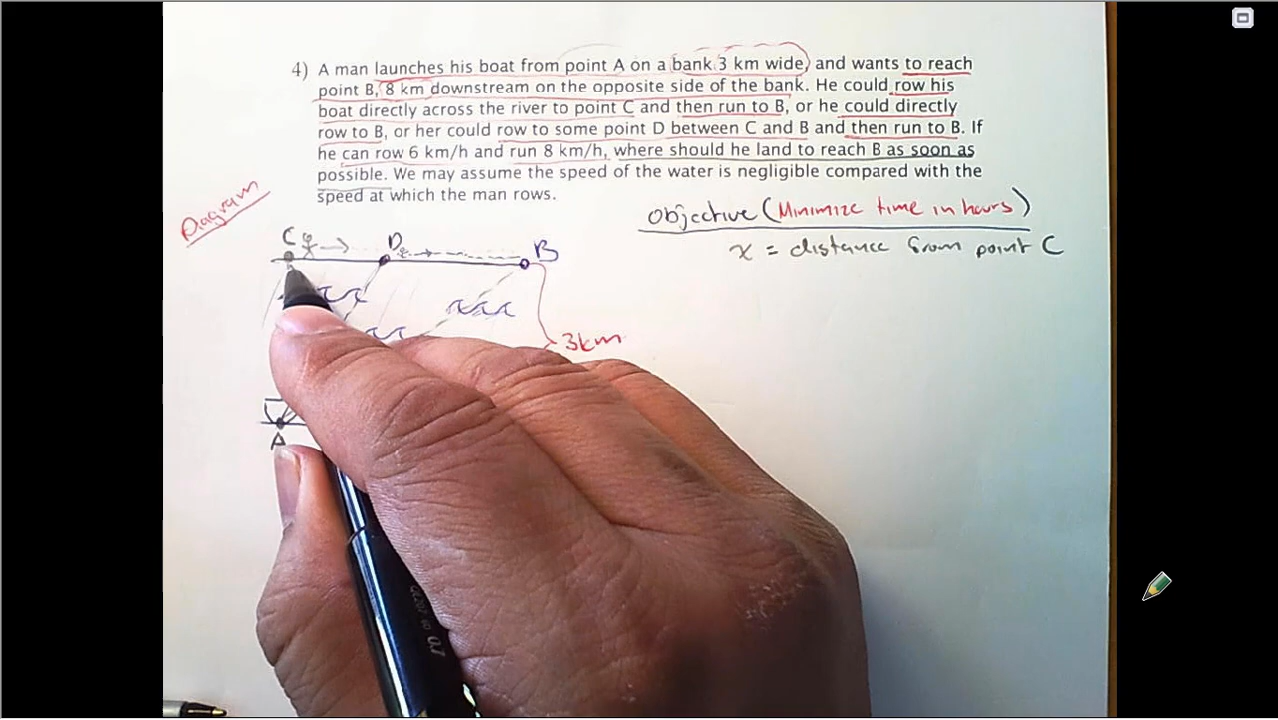 4) A man launches his boat from point A on a bank 3 km wide, and wants to reach
point B, 8 km downstream on the opposite side of the bank. He could row his
boat directly across the river to point C and then run to B, or he could directly
row to B, or her could row to some point D between C and B and then run to B. If
he can row 6 km/h and run 8 km/h, where should he land to reach B as soon as
possible. We may assume the speed of the water is negligible compared with the
speed at which the man rows.
Diagram
Objective (Minimize time in hours)
x = distance from point C
C D B
3km
A
0.7